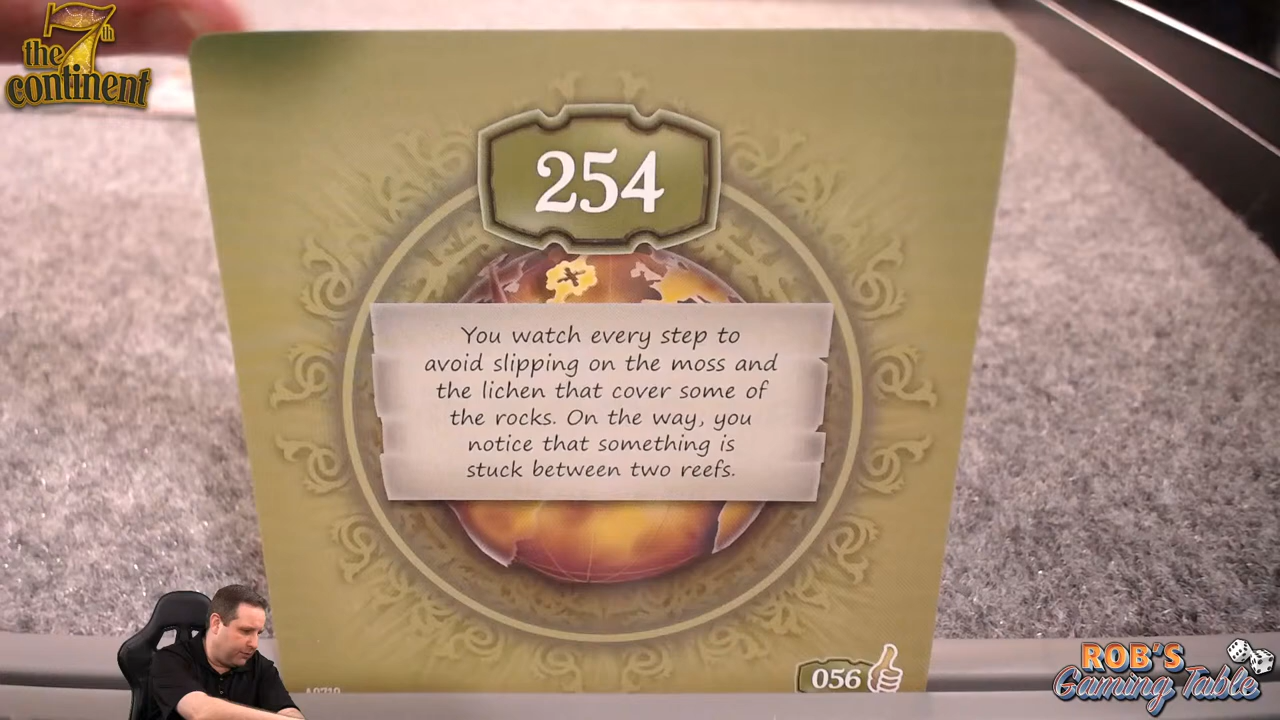 the
7th
continent
254
You watch every step to
avoid slipping on the moss and
the lichen that cover some of
the rocks. On the way, you
notice that something is
stuck between two reefs.
056
ROB'S
Gaming Table